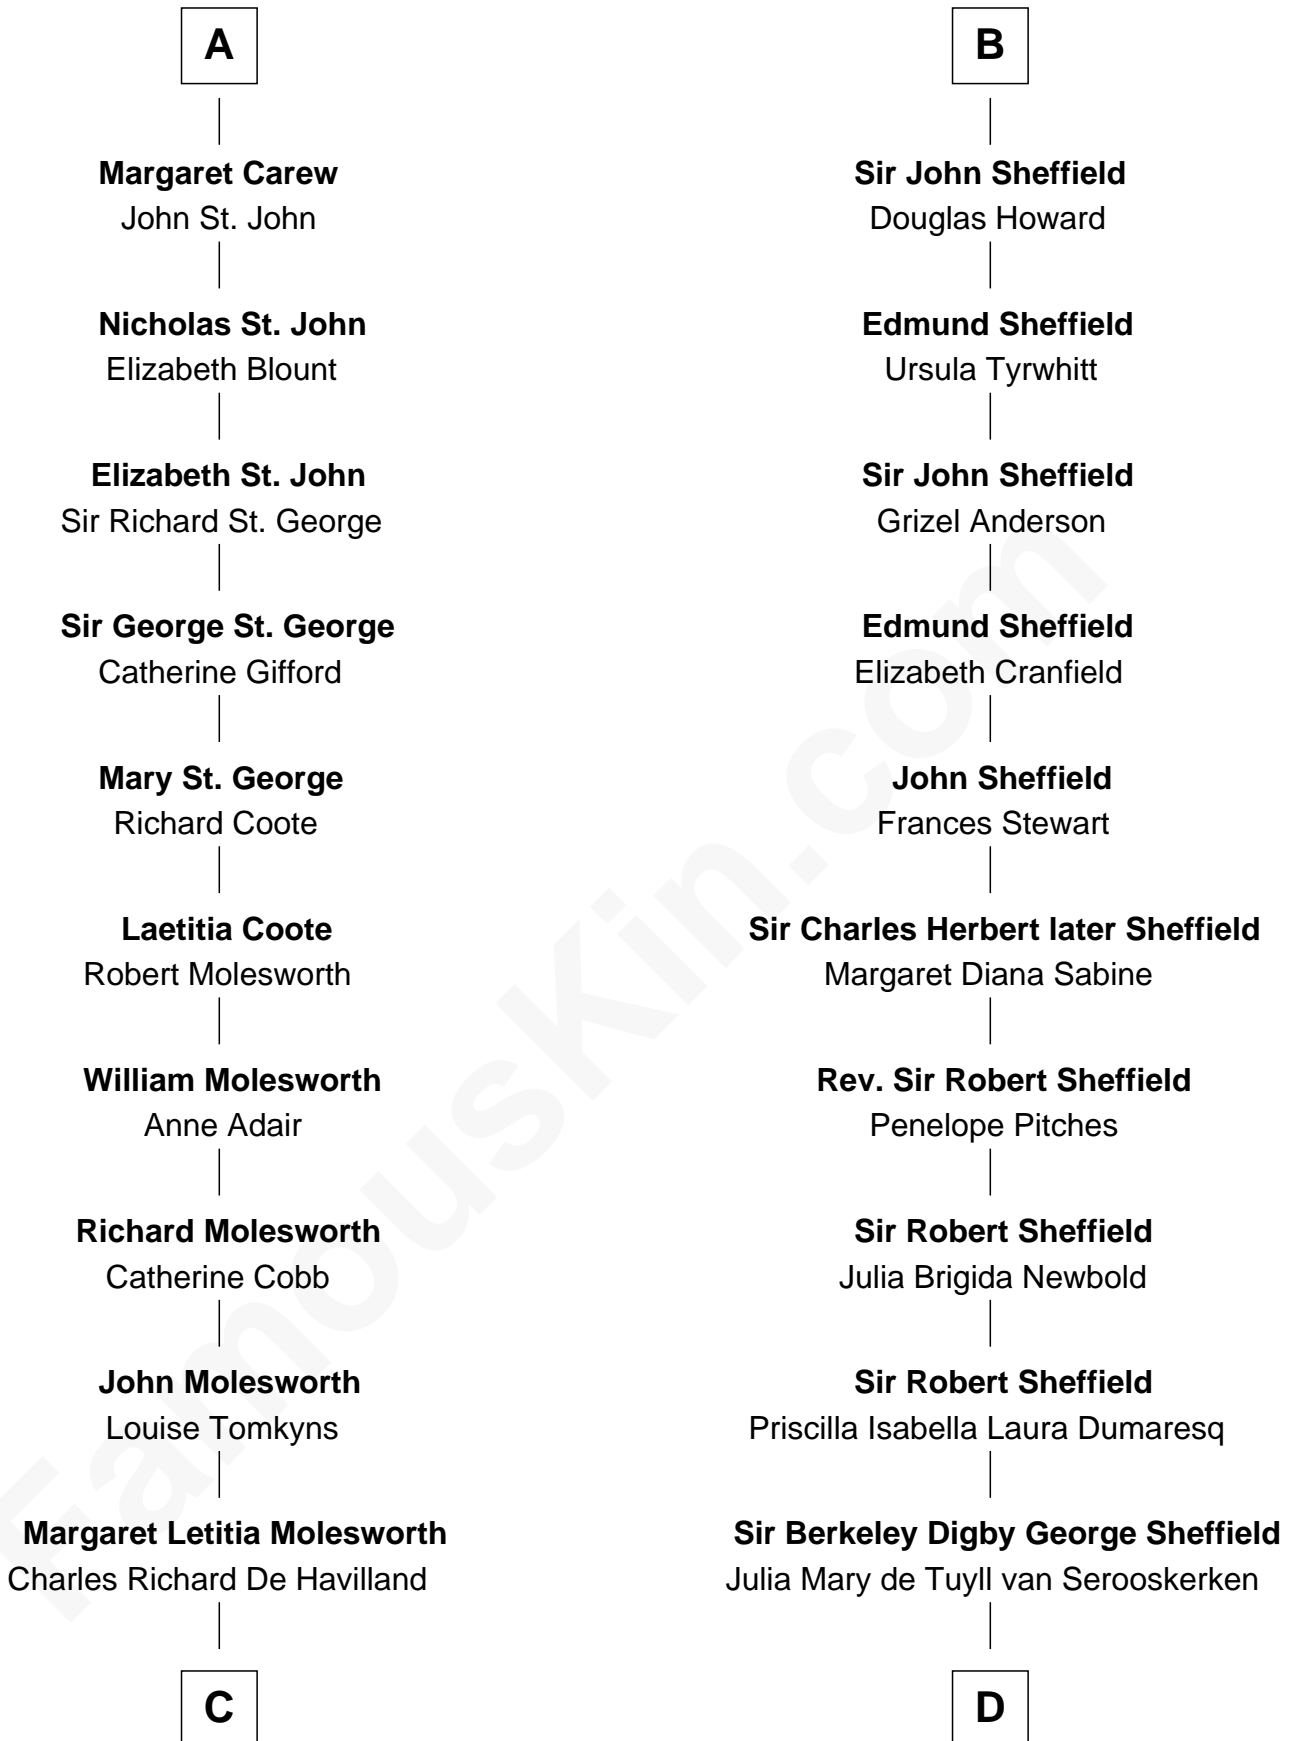 A
Margaret Carew
John St. John
Nicholas St. John
Elizabeth Blount
Elizabeth St. John
Sir Richard St. George
Sir George St. George
Catherine Gifford
Mary St. George
Richard Coote
Laetitia Coote
Robert Molesworth
William Molesworth
Anne Adair
Richard Molesworth
Catherine Cobb
John Molesworth
Louise Tomkyns
Margaret Letitia Molesworth
Charles Richard De Havilland
C
B
Sir John Sheffield
Douglas Howard
Edmund Sheffield
Ursula Tyrwhitt
Sir John Sheffield
Grizel Anderson
Edmund Sheffield
Elizabeth Cranfield
John Sheffield
Frances Stewart
Sir Charles Herbert later Sheffield
Margaret Diana Sabine
Rev. Sir Robert Sheffield
Penelope Pitches
Sir Robert Sheffield
Julia Brigida Newbold
Sir Robert Sheffield
Priscilla Isabella Laura Dumaresq
Sir Berkeley Digby George Sheffield
Julia Mary de Tuyll van Serooskerken
D
FamousKin.com